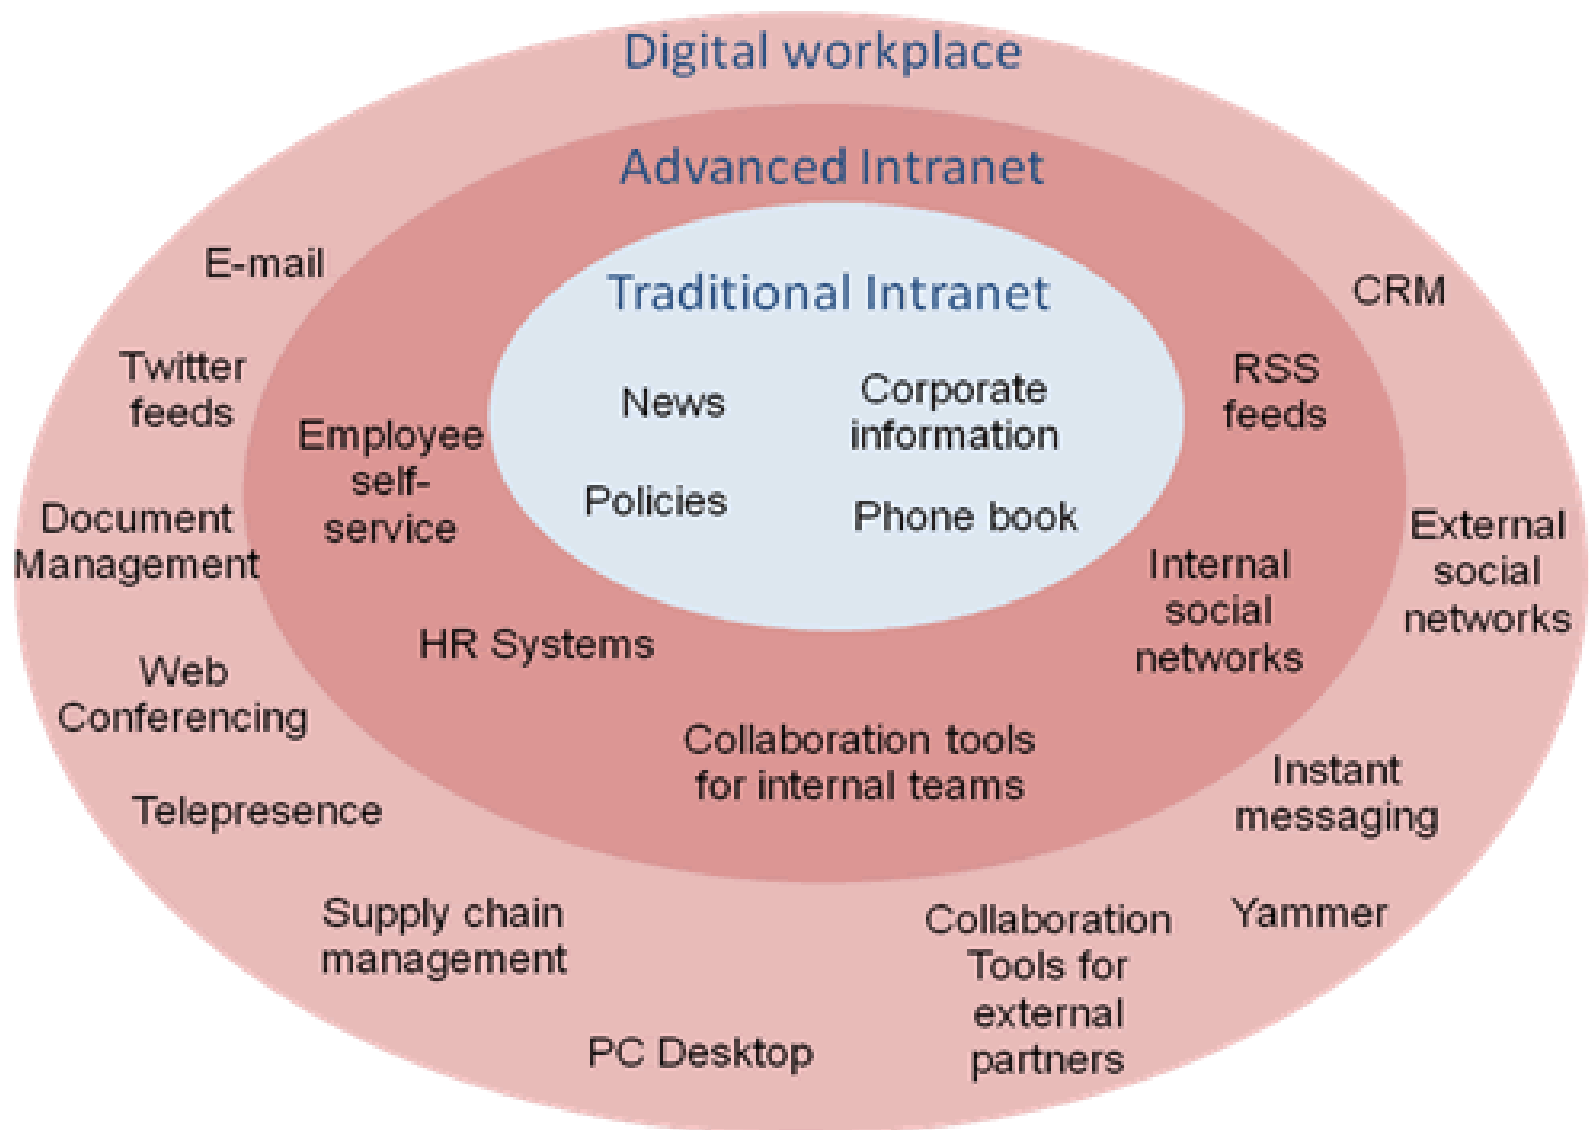 Digital workplace
Advanced Intranet
Traditional Intranet
News
Corporate
information
Policies
Phone book
Employee
self-
service
HR Systems
Collaboration tools
for internal teams
Internal
social
networks
RSS
feeds
E-mail
Twitter
feeds
Document
Management
Web
Conferencing
Telepresence
Supply chain
management
PC Desktop
Collaboration
Tools for
external
partners
Yammer
Instant
messaging
External
social
networks
CRM